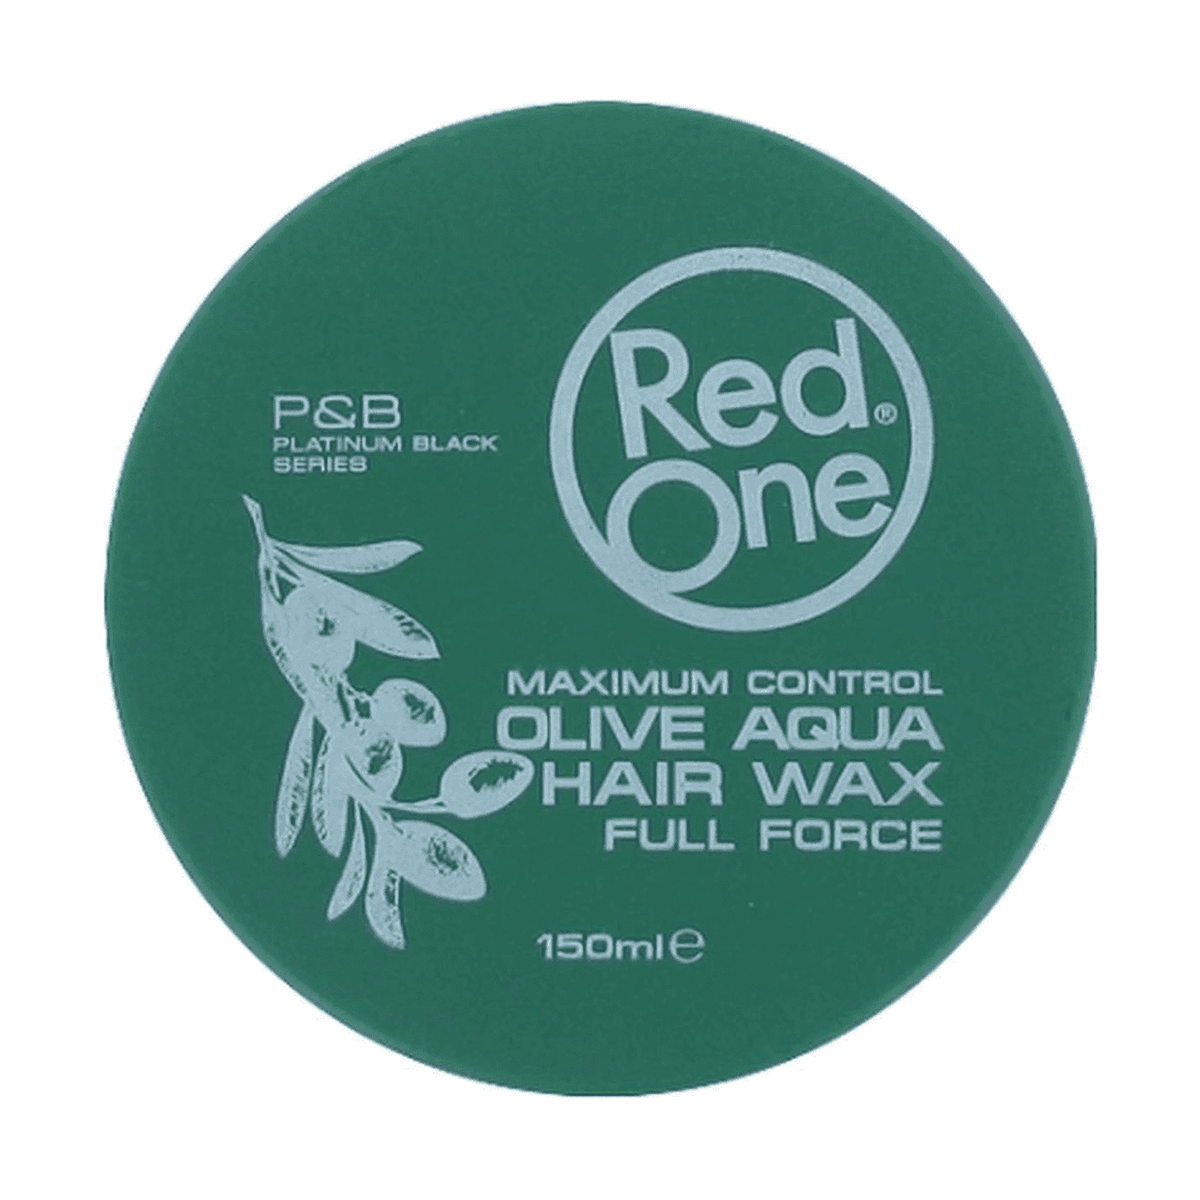 P&B
PLATINUM BLACK
SERIES
Red®
One
MAXIMUM CONTROL
OLIVE AQUA
HAIR WAX
FULL FORCE
150ml℮